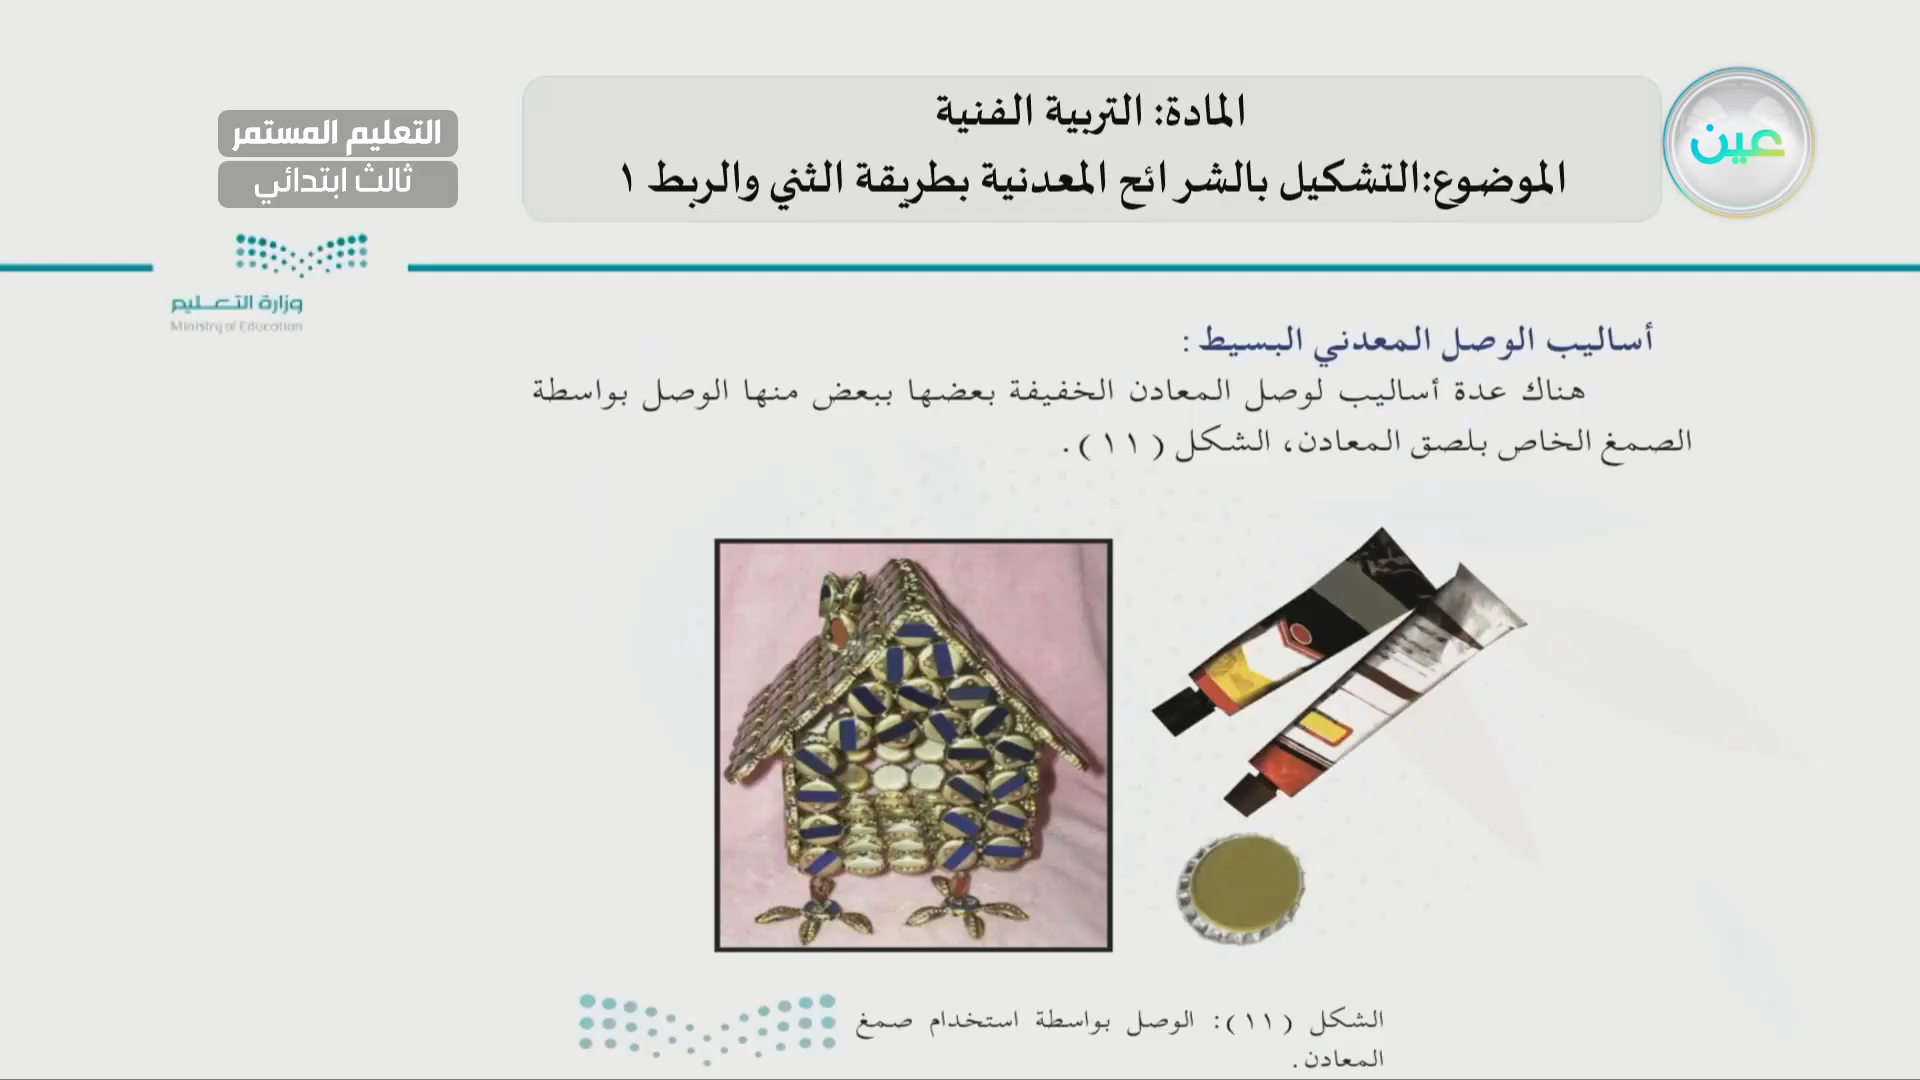 المادة: التربية الفنية
الموضوع:التشكيل بالشرائح المعدنية بطريقة الثني والربط ١
عين
التعليم المستمر
ثالث ابتدائي
وزارة التعليم
Ministry of Education
أساليب الوصل المعدني البسيط :
هناك عدة أساليب لوصل المعادن الخفيفة بعضها ببعض منها الوصل بواسطة
الصمغ الخاص بلصق المعادن، الشكل (١١).
الشكل (١١): الوصل بواسطة استخدام صمغ
المعادن.